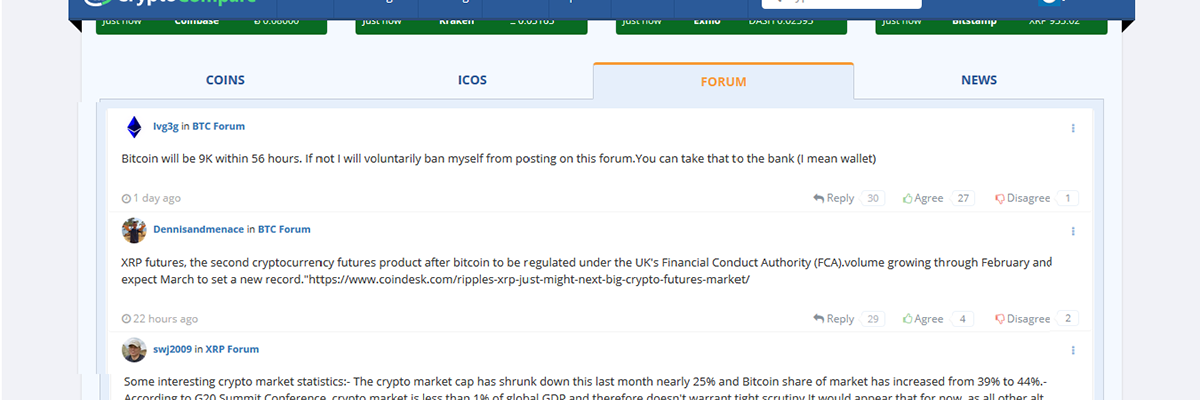 CryptoCompare
Just now Coinbase Ƀ 0.08000 Just now Kraken Just now Exmo DASH 0.02595 Just now Bitstamp XRP 953.02
COINS ICOS FORUM NEWS
lvg3g in BTC Forum
Bitcoin will be 9K within 56 hours. If not I will voluntarily ban myself from posting on this forum.You can take that to the bank (I mean wallet)
1 day ago Reply 30 Agree 27 Disagree 1
Dennisandmenace in BTC Forum
XRP futures, the second cryptocurrency futures product after bitcoin to be regulated under the UK's Financial Conduct Authority (FCA).volume growing through February and
expect March to set a new record."https://www.coindesk.com/ripples-xrp-just-might-next-big-crypto-futures-market/
22 hours ago Reply 29 Agree 4 Disagree 2
swj2009 in XRP Forum
Some interesting crypto market statistics:- The crypto market cap has shrunk down this last month nearly 25% and Bitcoin share of market has increased from 39% to 44%.-
According to G20 Summit Conference, crypto market is less than 1% of global GDP and therefore doesn't warrant tight scrutiny.It would appear that for now, as all other alt